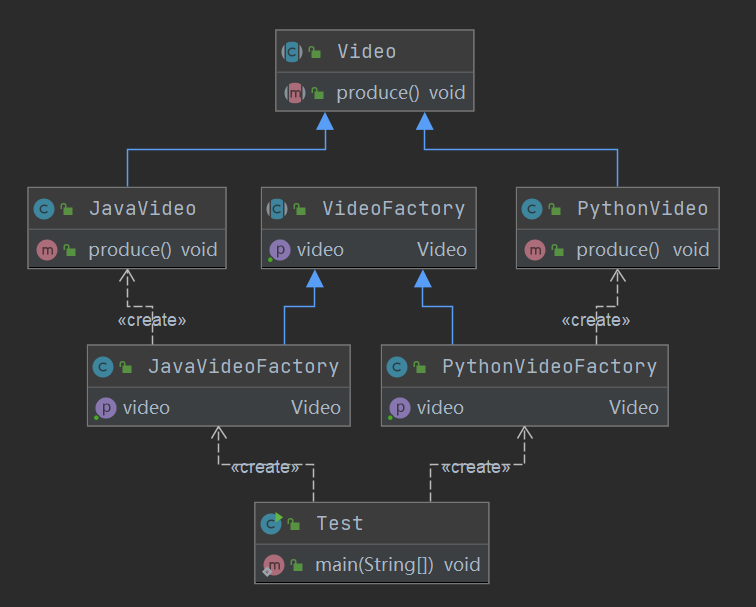 Video
produce() void
JavaVideo
produce() void
VideoFactory
video Video
PythonVideo
produce() void
«create»
«create»
JavaVideoFactory
video Video
PythonVideoFactory
video Video
«create»
«create»
Test
main(String[]) void